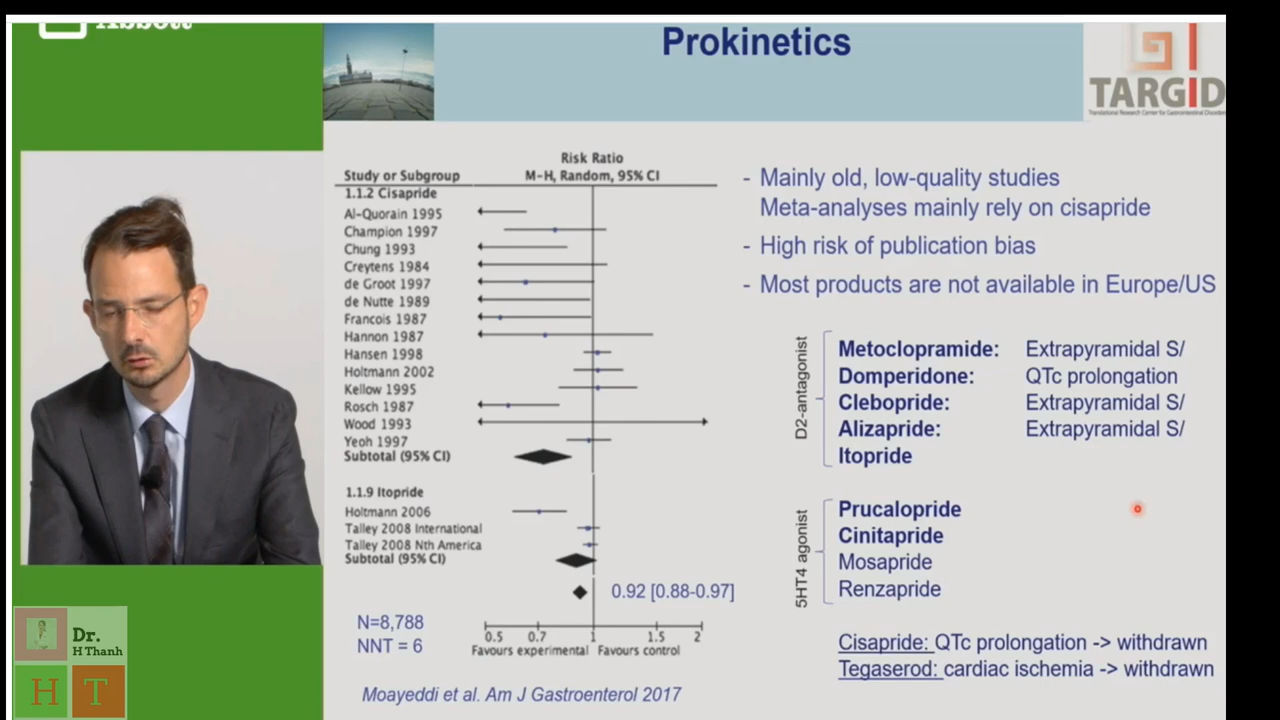 Abbott
Prokinetics
TARGID
Translational Research Center for Gastrointestinal Disorders
Risk Ratio
Study or Subgroup M-H, Random, 95% CI
1.1.2 Cisapride
Al-Quorain 1995
Champion 1997
Chung 1993
Creytens 1984
de Groot 1997
de Nutte 1989
Francois 1987
Hannon 1987
Hansen 1998
Holtmann 2002
Kellow 1995
Rosch 1987
Wood 1993
Yeoh 1997
Subtotal (95% CI)
1.1.9 Itopride
Holtmann 2006
Talley 2008 International
Talley 2008 Nth America
Subtotal (95% CI)
0.92 [0.88-0.97]
0.5 0.7 1 1.5 2
Favours experimental Favours control
N=8,788
NNT = 6
Moayeddi et al. Am J Gastroenterol 2017
- Mainly old, low-quality studies
Meta-analyses mainly rely on cisapride
- High risk of publication bias
- Most products are not available in Europe/US
D2-antagonist
Metoclopramide: Extrapyramidal S/
Domperidone: QTc prolongation
Clebopride: Extrapyramidal S/
Alizapride: Extrapyramidal S/
Itopride
5HT4 agonist
Prucalopride
Cinitapride
Mosapride
Renzapride
Cisapride: QTc prolongation -> withdrawn
Tegaserod: cardiac ischemia -> withdrawn
Dr.
H Thanh
H T